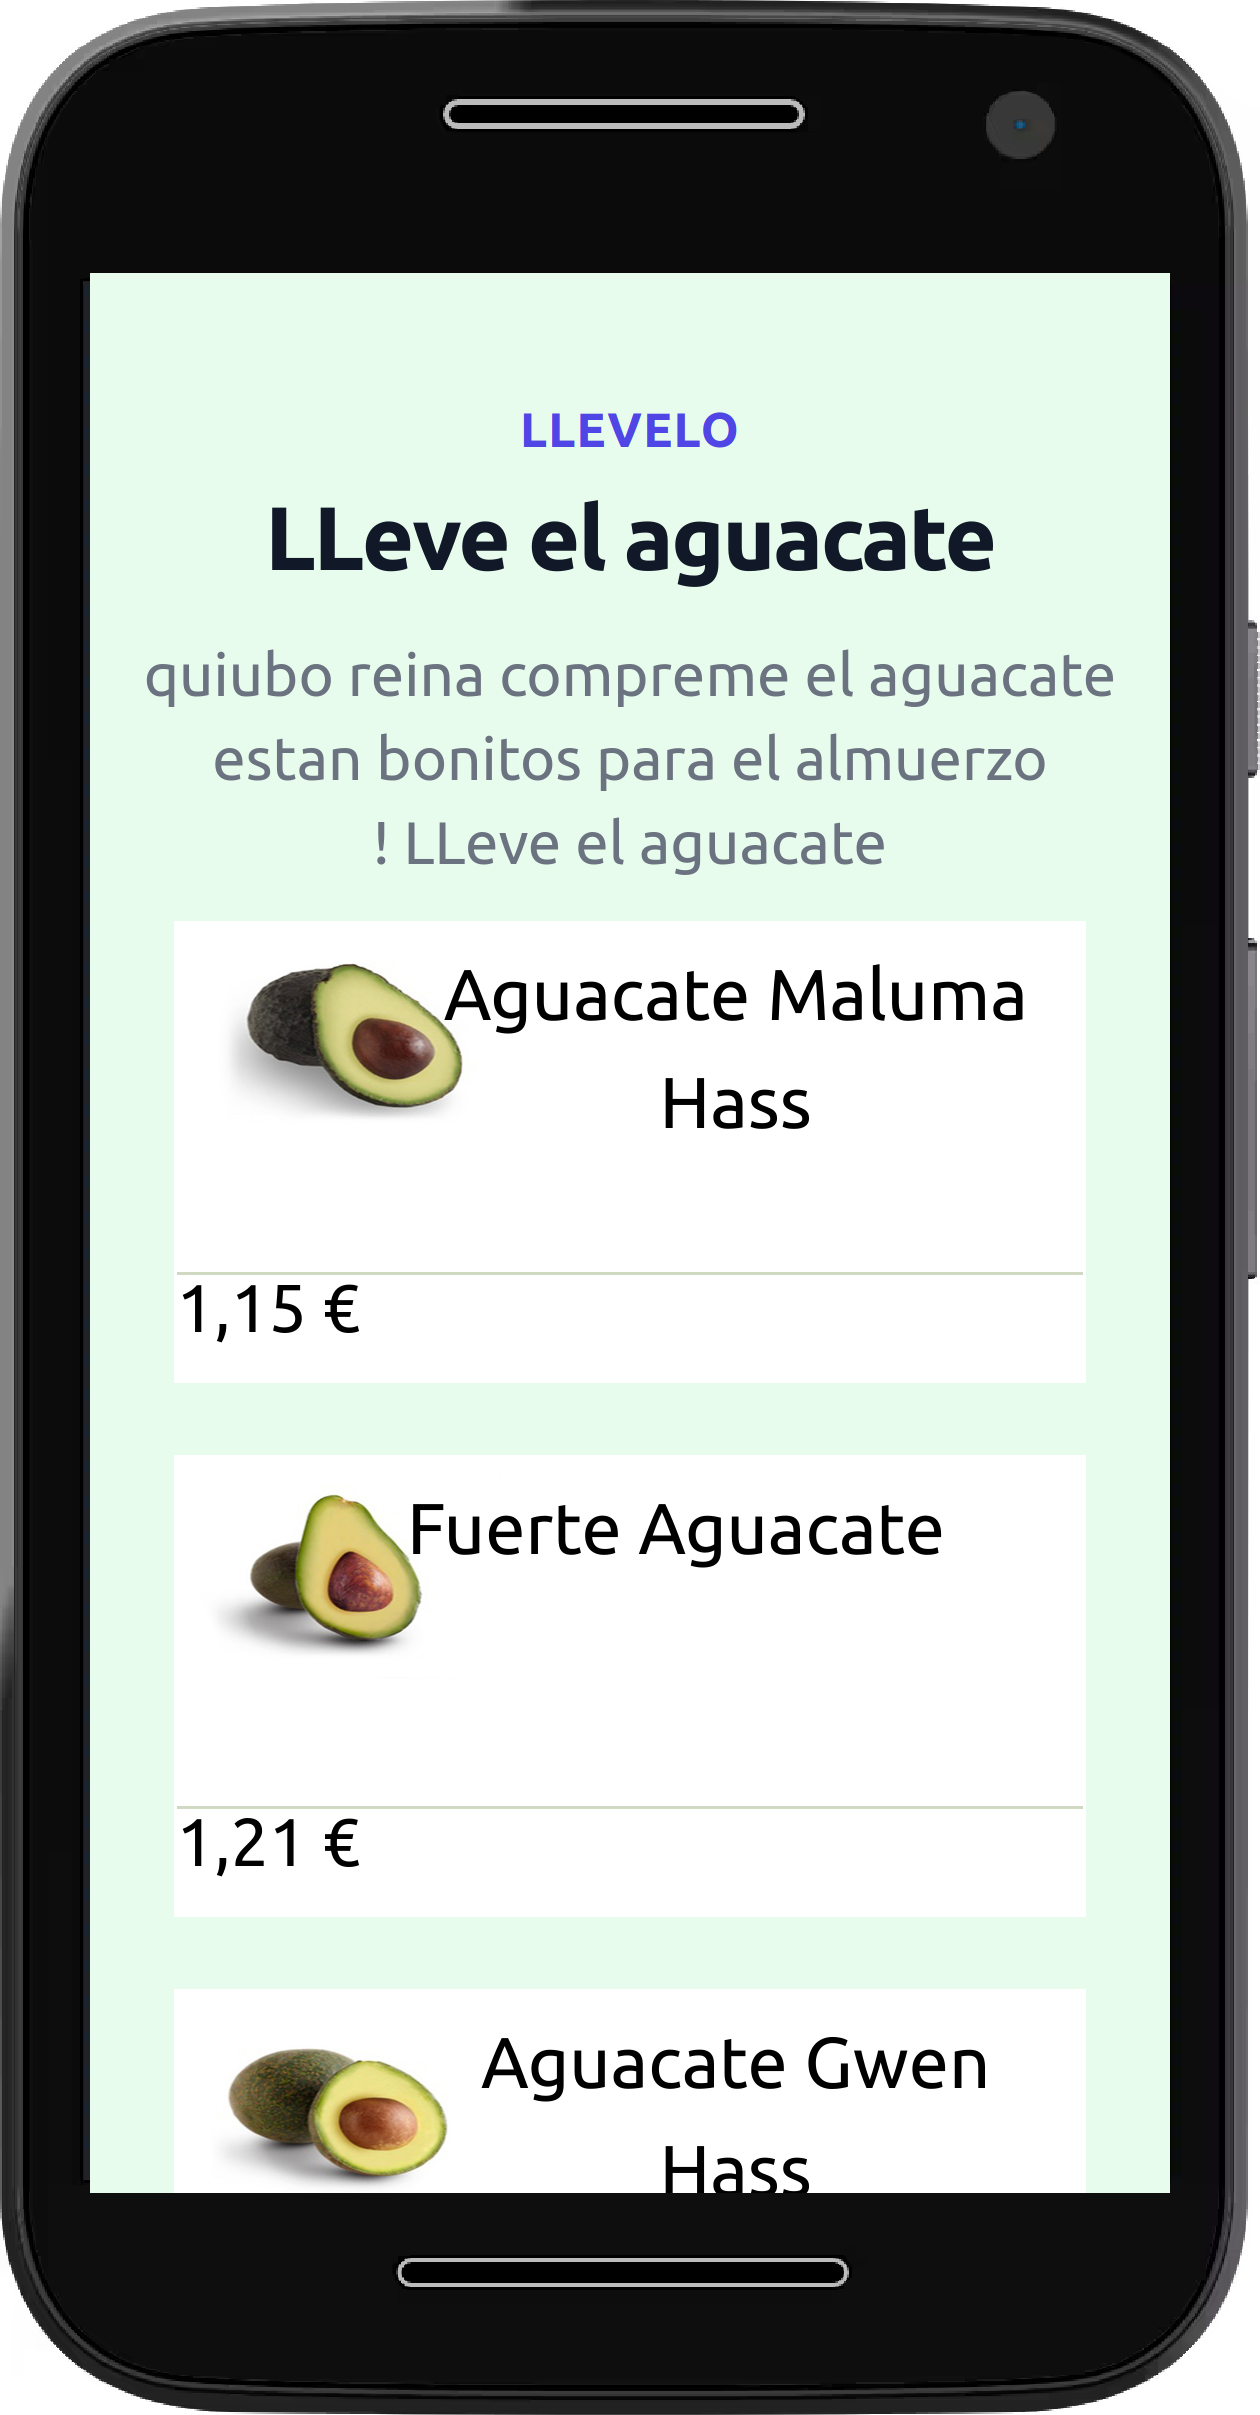 LLEVELO
LLeve el aguacate
quiubo reina compreme el aguacate
estan bonitos para el almuerzo
! LLeve el aguacate
Aguacate Maluma
Hass
1,15 €
Fuerte Aguacate
1,21 €
Aguacate Gwen
Hass